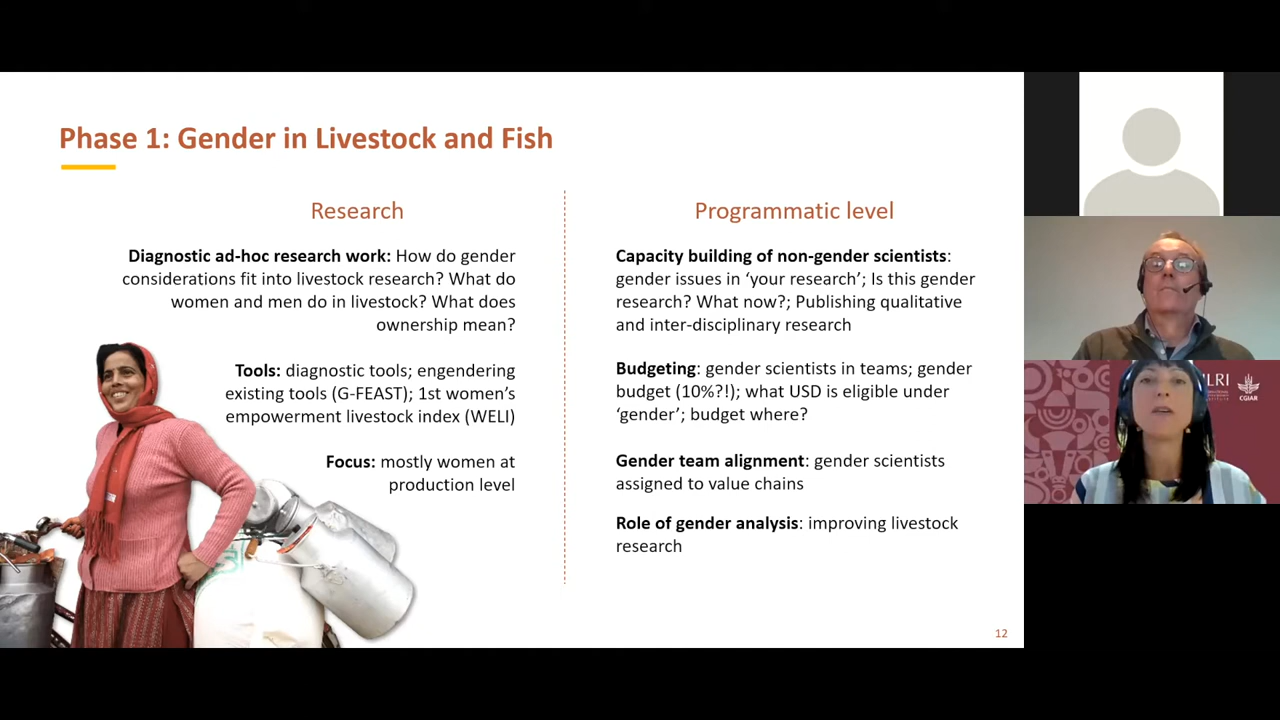 Phase 1: Gender in Livestock and Fish
Research
Diagnostic ad-hoc research work: How do gender
considerations fit into livestock research? What do
women and men do in livestock? What does
ownership mean?
Tools: diagnostic tools; engendering
existing tools (G-FEAST); 1st women's
empowerment livestock index (WELI)
Focus: mostly women at
production level
Programmatic level
Capacity building of non-gender scientists:
gender issues in ‘your research’; Is this gender
research? What now?; Publishing qualitative
and inter-disciplinary research
Budgeting: gender scientists in teams; gender
budget (10%?!); what USD is eligible under
‘gender’; budget where?
Gender team alignment: gender scientists
assigned to value chains
Role of gender analysis: improving livestock
research
12
ILRI
CGIAR